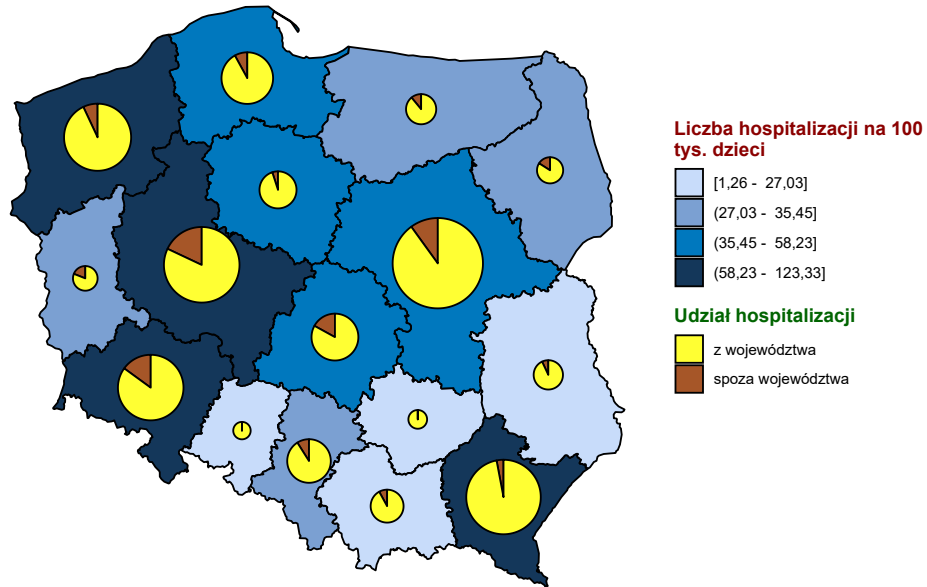 Liczba hospitalizacji na 100
tys. dzieci
[1,26 - 27,03]
(27,03 - 35,45]
(35,45 - 58,23]
(58,23 - 123,33]
Udział hospitalizacji
z województwa
spoza województwa